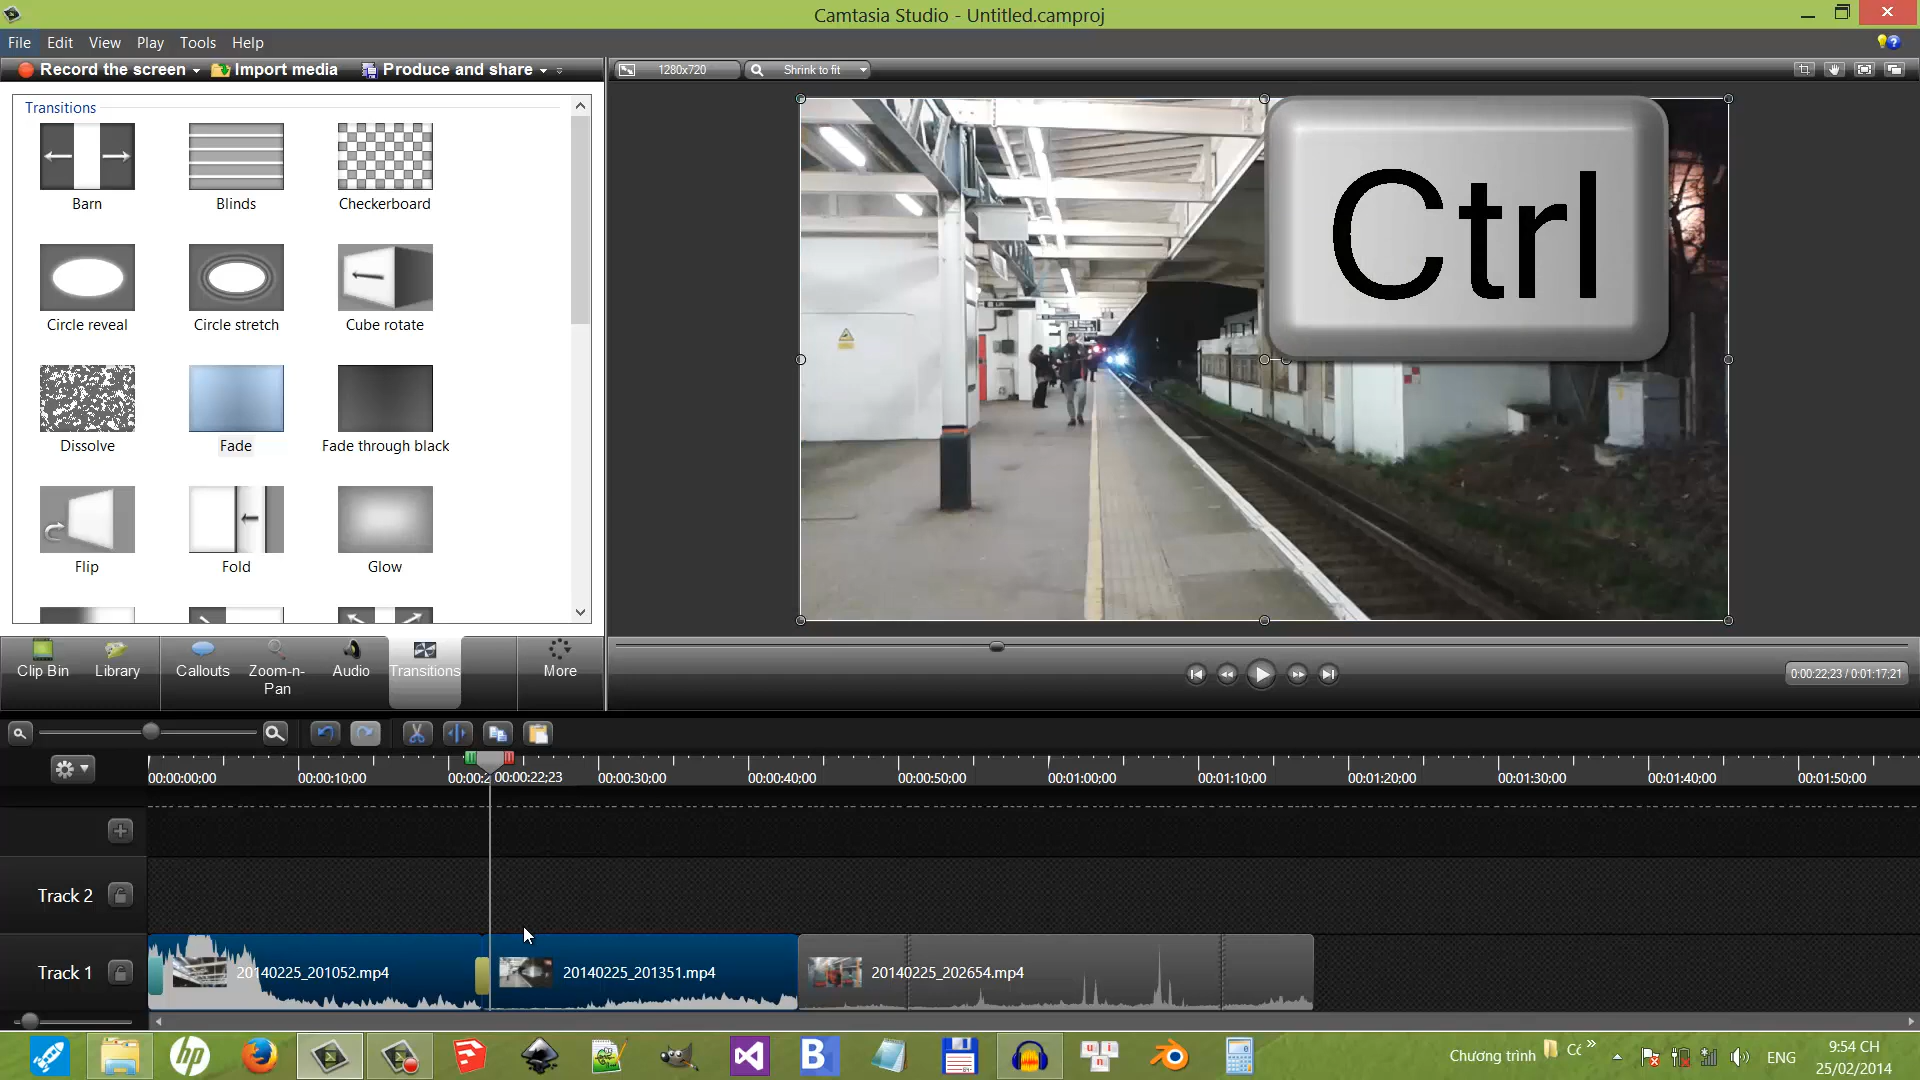 Camtasia Studio - Untitled.camproj
File Edit View Play Tools Help
Record the screen Import media Produce and share
1280x720 Shrink to fit
Transitions
Barn Blinds Checkerboard
Circle reveal Circle stretch Cube rotate
Dissolve Fade Fade through black
Flip Fold Glow
Ctrl
Clip Bin Library Callouts Zoom-n-Pan Audio Transitions More
0:00:22;23 / 0:01:17;21
00:00:00;00 00:00:10;00 00:00:2 00:00:22;23 00:00:30;00 00:00:40;00 00:00:50;00 00:01:00;00 00:01:10;00 00:01:20;00 00:01:30;00 00:01:40;00 00:01:50;00
Track 2
Track 1 20140225_201052.mp4 20140225_201351.mp4 20140225_202654.mp4
hp B Chương trình Cc » ENG 9:54 CH
25/02/2014